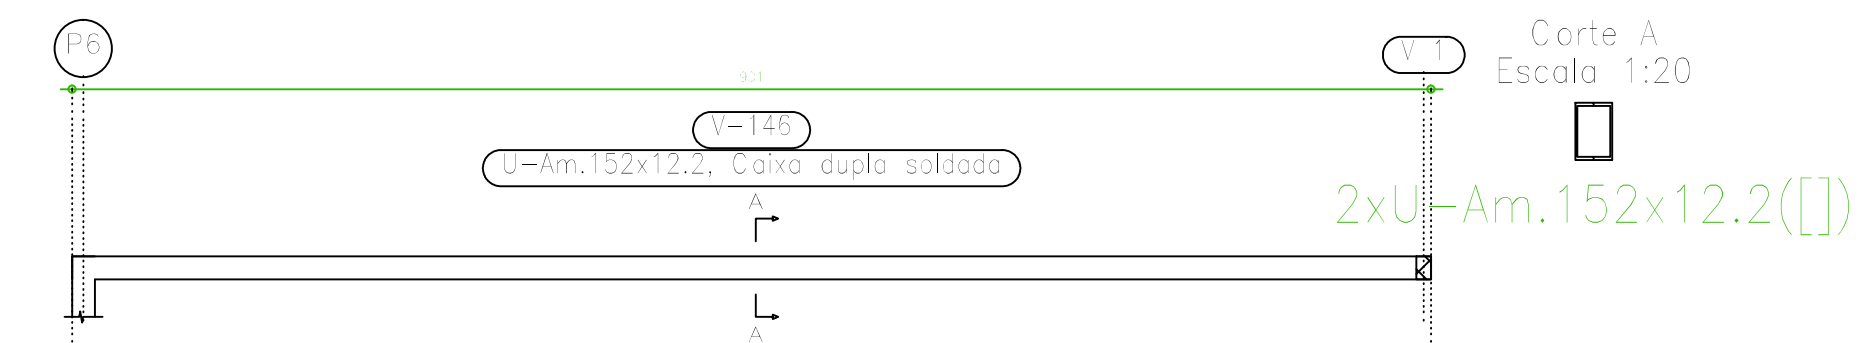 P6
V 1
V-146
U-Am.152x12.2, Caixa dupla soldada
A
A
Corte A
Escala 1:20
2xU-Am.152x12.2([])